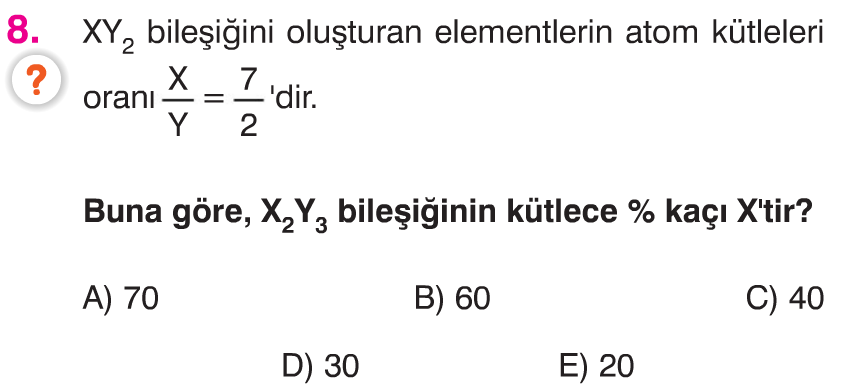 8. XY₂ bileşiğini oluşturan elementlerin atom kütleleri
? oranı X/Y = 7/2 'dir.
Buna göre, X₂Y₃ bileşiğinin kütlece % kaçı X'tir?
A) 70 B) 60 C) 40
D) 30 E) 20